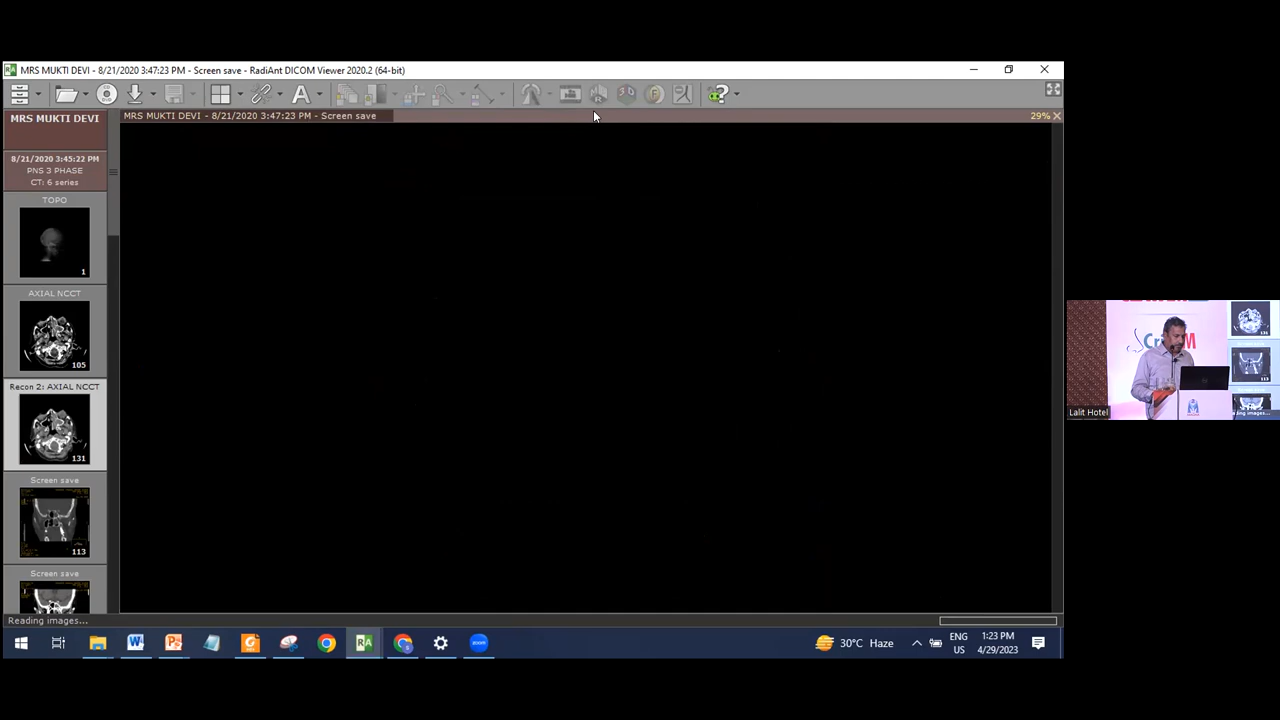 MRS MUKTI DEVI - 8/21/2020 3:47:23 PM - Screen save - RadiAnt DICOM Viewer 2020.2 (64-bit)
MRS MUKTI DEVI - 8/21/2020 3:47:23 PM - Screen save
29%
MRS MUKTI DEVI
8/21/2020 3:45:22 PM
PNS 3 PHASE
CT: 6 series
TOPO
1
AXIAL NCCT
105
Recon 2: AXIAL NCCT
131
Screen save
113
Screen save
Reading images...
Lalit Hotel
30°C Haze
ENG
US
1:23 PM
4/29/2023